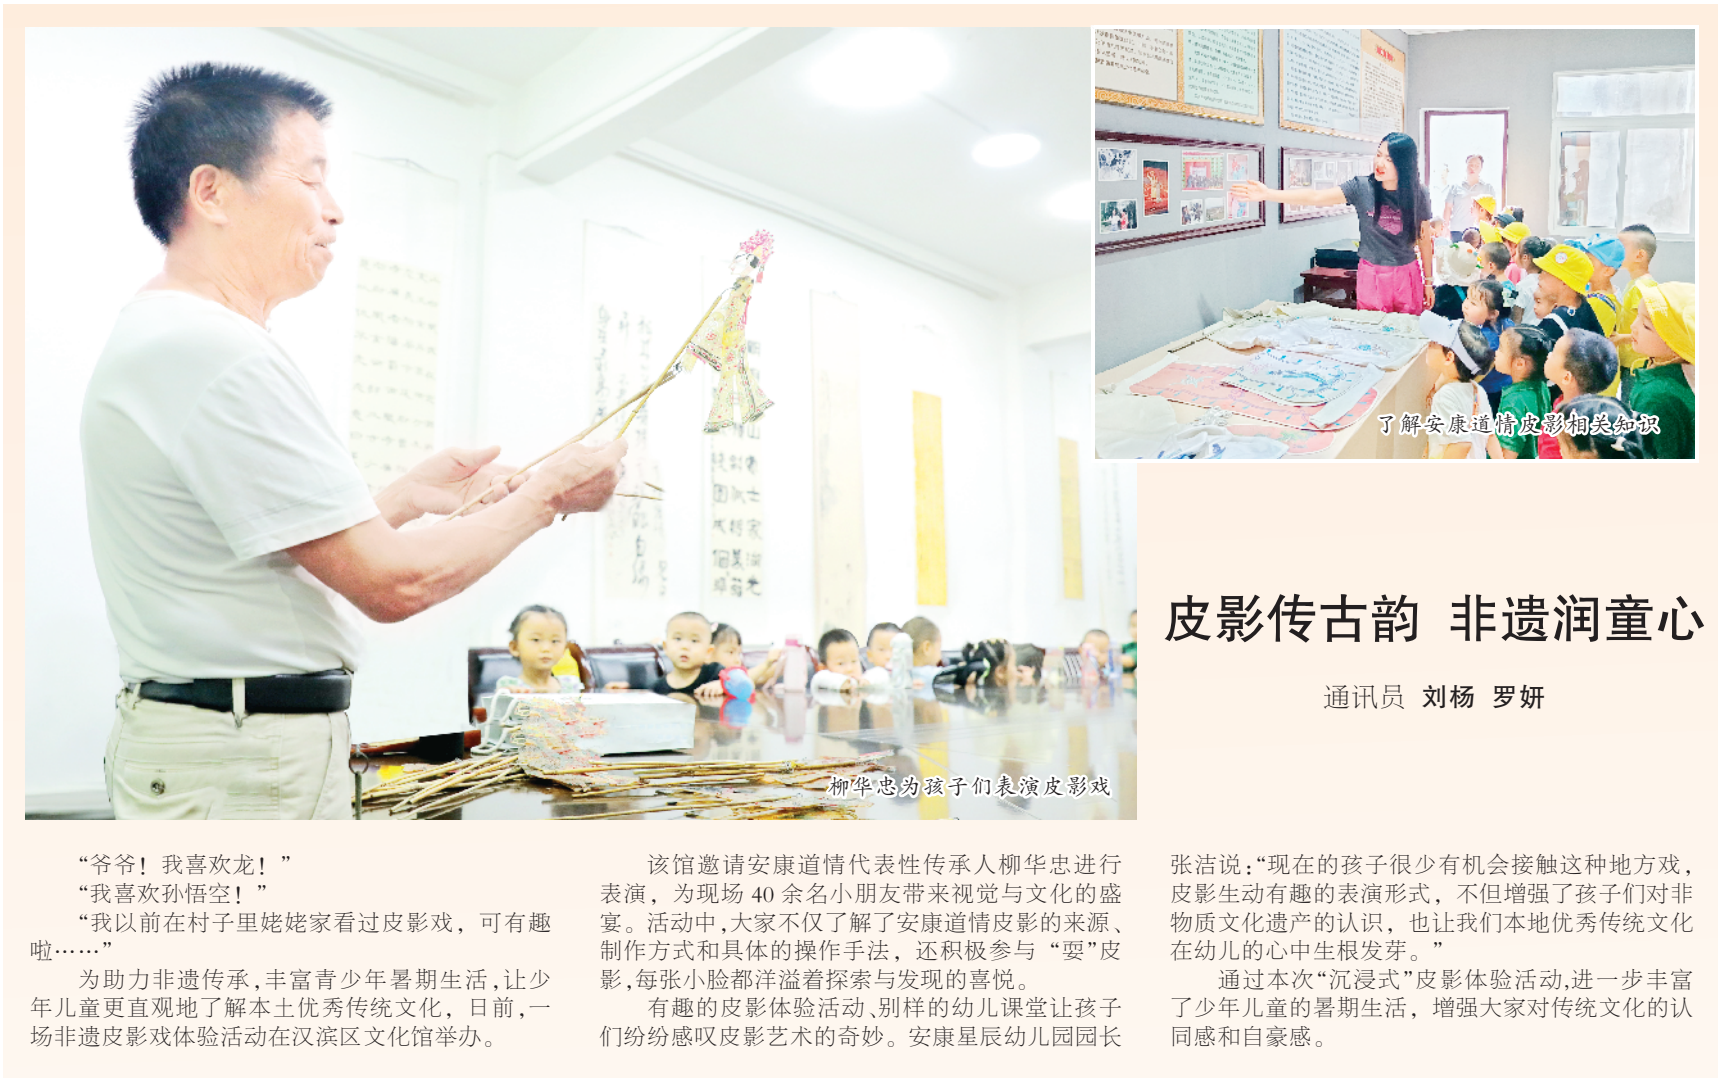 了解安康道情皮影相关知识
柳华忠为孩子们表演皮影戏
皮影传古韵 非遗润童心
通讯员 刘杨 罗妍
“爷爷！我喜欢龙！”
“我喜欢孙悟空！”
“我以前在村子里姥姥家看过皮影戏，可有趣
啦……”
为助力非遗传承,丰富青少年暑期生活,让少
年儿童更直观地了解本土优秀传统文化，日前,一
场非遗皮影戏体验活动在汉滨区文化馆举办。
该馆邀请安康道情代表性传承人柳华忠进行
表演，为现场 40 余名小朋友带来视觉与文化的盛
宴。活动中,大家不仅了解了安康道情皮影的来源、
制作方式和具体的操作手法，还积极参与“耍”皮
影,每张小脸都洋溢着探索与发现的喜悦。
有趣的皮影体验活动、别样的幼儿课堂让孩子
们纷纷感叹皮影艺术的奇妙。安康星辰幼儿园园长
张洁说:“现在的孩子很少有机会接触这种地方戏，
皮影生动有趣的表演形式，不但增强了孩子们对非
物质文化遗产的认识，也让我们本地优秀传统文化
在幼儿的心中生根发芽。”
通过本次“沉浸式”皮影体验活动,进一步丰富
了少年儿童的暑期生活，增强大家对传统文化的认
同感和自豪感。